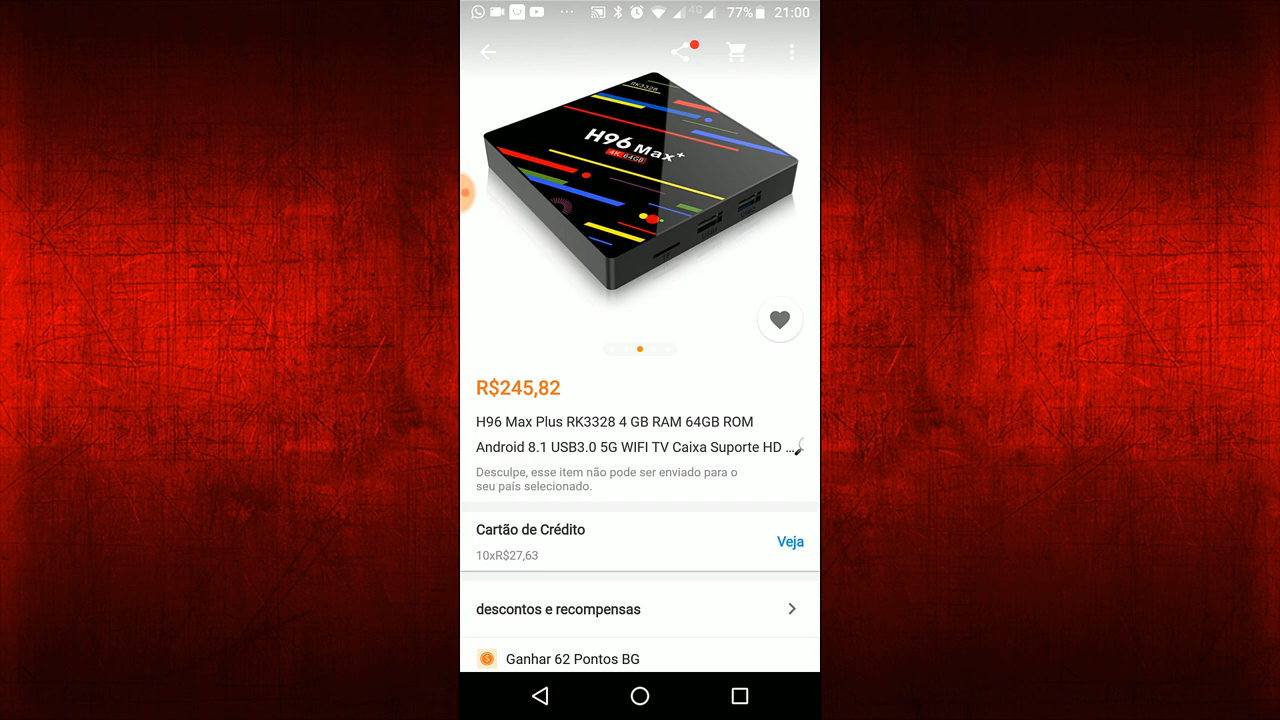 4G 77% 21:00
RK3328
H96 Max+
4K 64GB
R$245,82
H96 Max Plus RK3328 4 GB RAM 64GB ROM
Android 8.1 USB3.0 5G WIFI TV Caixa Suporte HD ...
Desculpe, esse item não pode ser enviado para o
seu país selecionado.
Cartão de Crédito
Veja
10xR$27,63
descontos e recompensas
Ganhar 62 Pontos BG